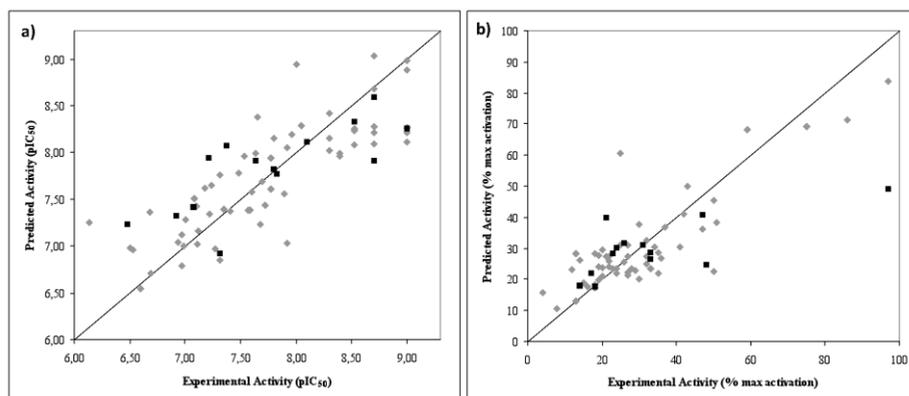 a)
9,00
8,50
8,00
7,50
7,00
6,50
6,00
Predicted Activity (pIC50)
6,00 6,50 7,00 7,50 8,00 8,50 9,00
Experimental Activity (pIC50)
b)
100
90
80
70
60
50
40
30
20
10
0
Predicted Activity (% max activation)
0 20 40 60 80 100
Experimental Activity (% max activation)